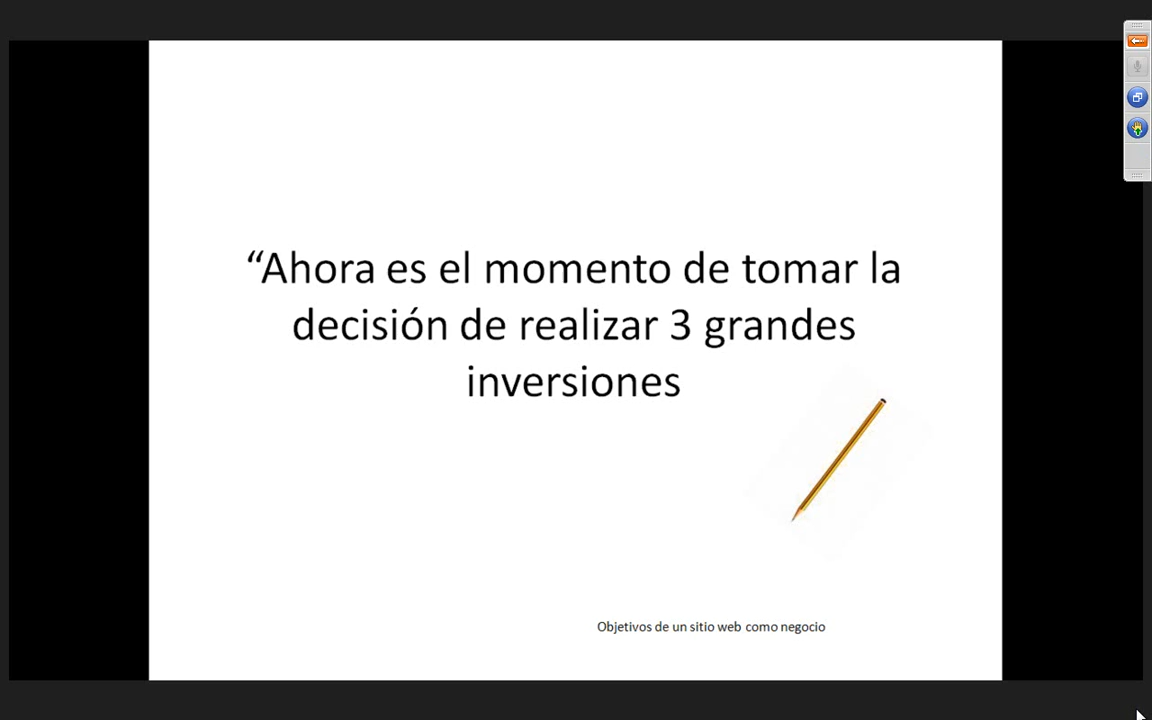 “Ahora es el momento de tomar la
decisión de realizar 3 grandes
inversiones
Objetivos de un sitio web como negocio